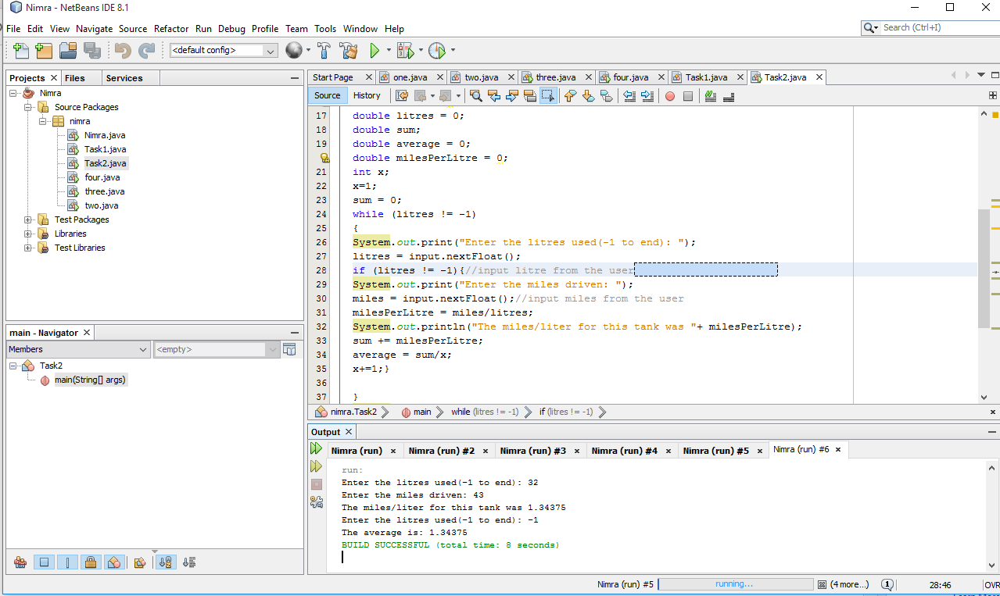 Nimra - NetBeans IDE 8.1
File Edit View Navigate Source Refactor Run Debug Profile Team Tools Window Help
Search (Ctrl+I)
<default config>
Projects Files Services
Nimra
Source Packages
nimra
Nimra.java
Task1.java
Task2.java
four.java
three.java
two.java
Test Packages
Libraries
Test Libraries
main - Navigator
Members
<empty>
Task2
main(String[] args)
Start Page one.java two.java three.java four.java Task1.java Task2.java
Source History
17 double litres = 0;
18 double sum;
19 double average = 0;
double milesPerLitre = 0;
21 int x;
22 x=1;
23 sum = 0;
24 while (litres != -1)
25 {
26 System.out.print("Enter the litres used(-1 to end): ");
27 litres = input.nextFloat();
28 if (litres != -1){//input litre from the user
29 System.out.print("Enter the miles driven: ");
30 miles = input.nextFloat();//input miles from the user
31 milesPerLitre = miles/litres;
32 System.out.println("The miles/liter for this tank was "+ milesPerLitre);
33 sum += milesPerLitre;
34 average = sum/x;
35 x+=1;}
36
37 }
nimra.Task2 main while (litres != -1) if (litres != -1)
Output
Nimra (run) Nimra (run) #2 Nimra (run) #3 Nimra (run) #4 Nimra (run) #5 Nimra (run) #6
run:
Enter the litres used(-1 to end): 32
Enter the miles driven: 43
The miles/liter for this tank was 1.34375
Enter the litres used(-1 to end): -1
The average is: 1.34375
BUILD SUCCESSFUL (total time: 8 seconds)
Nimra (run) #5 running... (4 more...) 1 28:46 OVR